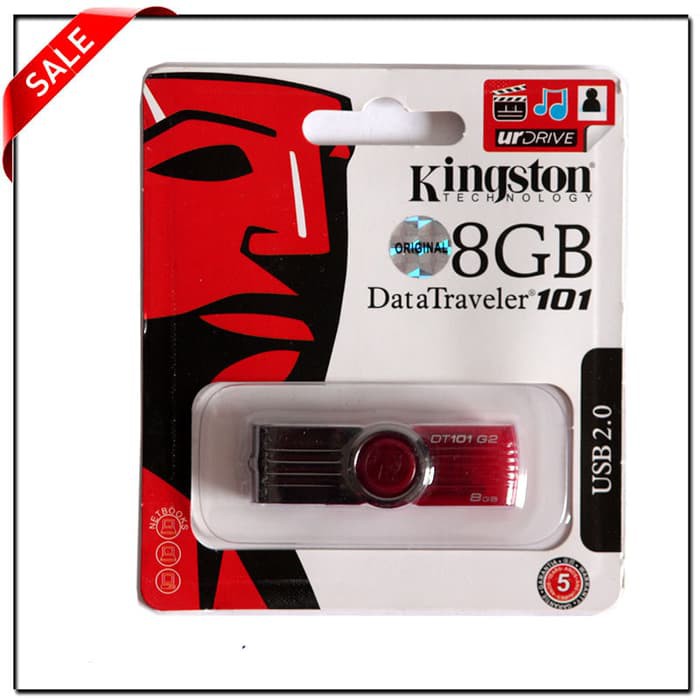 SALE
urDRIVE
Kingston
TECHNOLOGY
ORIGINAL
8GB
DataTraveler® 101
DT101 G2
8GB
USB 2.0
NETBOOKS
5